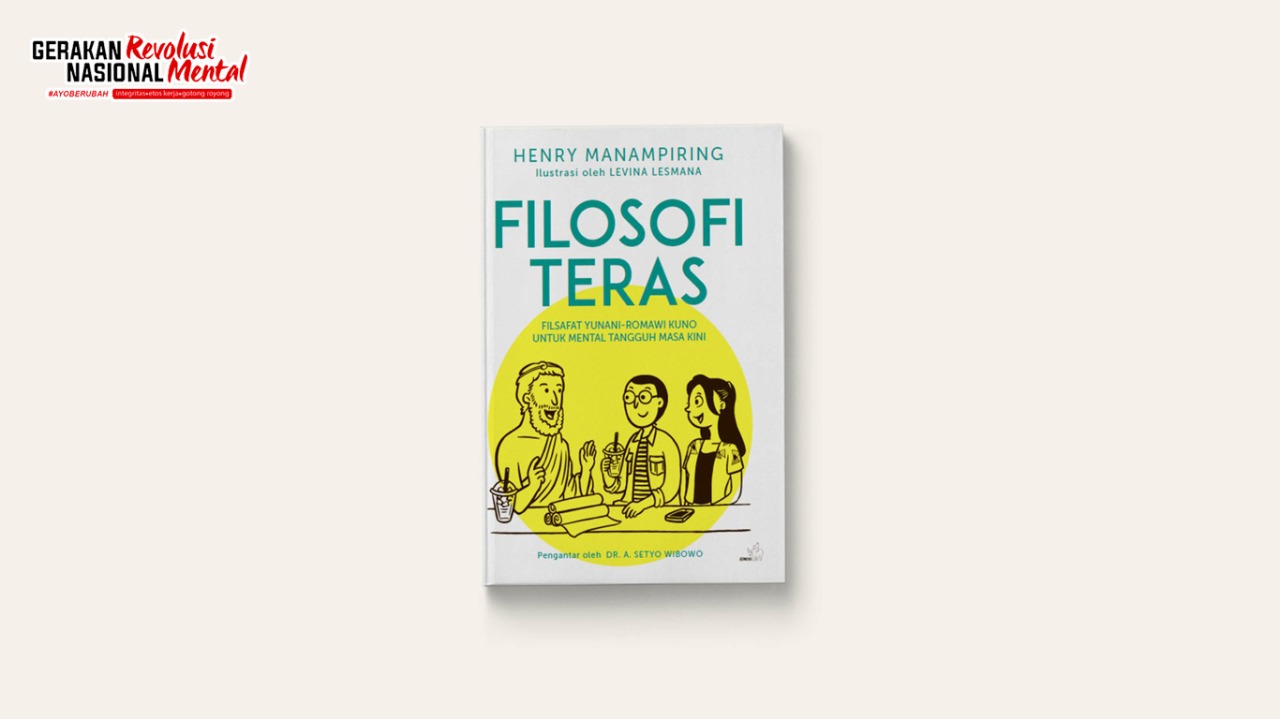 GERAKAN Revolusi
NASIONAL Mental
#AYOBERUBAH integritas•etos kerja•gotong royong
HENRY MANAMPIRING
Ilustrasi oleh LEVINA LESMANA
FILOSOFI
TERAS
FILSAFAT YUNANI-ROMAWI KUNO
UNTUK MENTAL TANGGUH MASA KINI
Pengantar oleh DR. A. SETYO WIBOWO